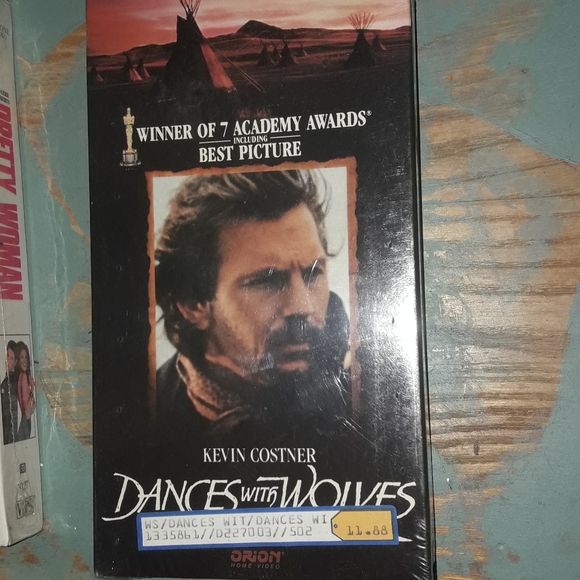 WINNER OF 7 ACADEMY AWARDS®
INCLUDING
BEST PICTURE
KEVIN COSTNER
DANCES WITH WOLVES
WS/DANCES WIT/DANCES WI
1335861//0227003//502
11.88
ORION®
HOME VIDEO
PRETTY WOMAN